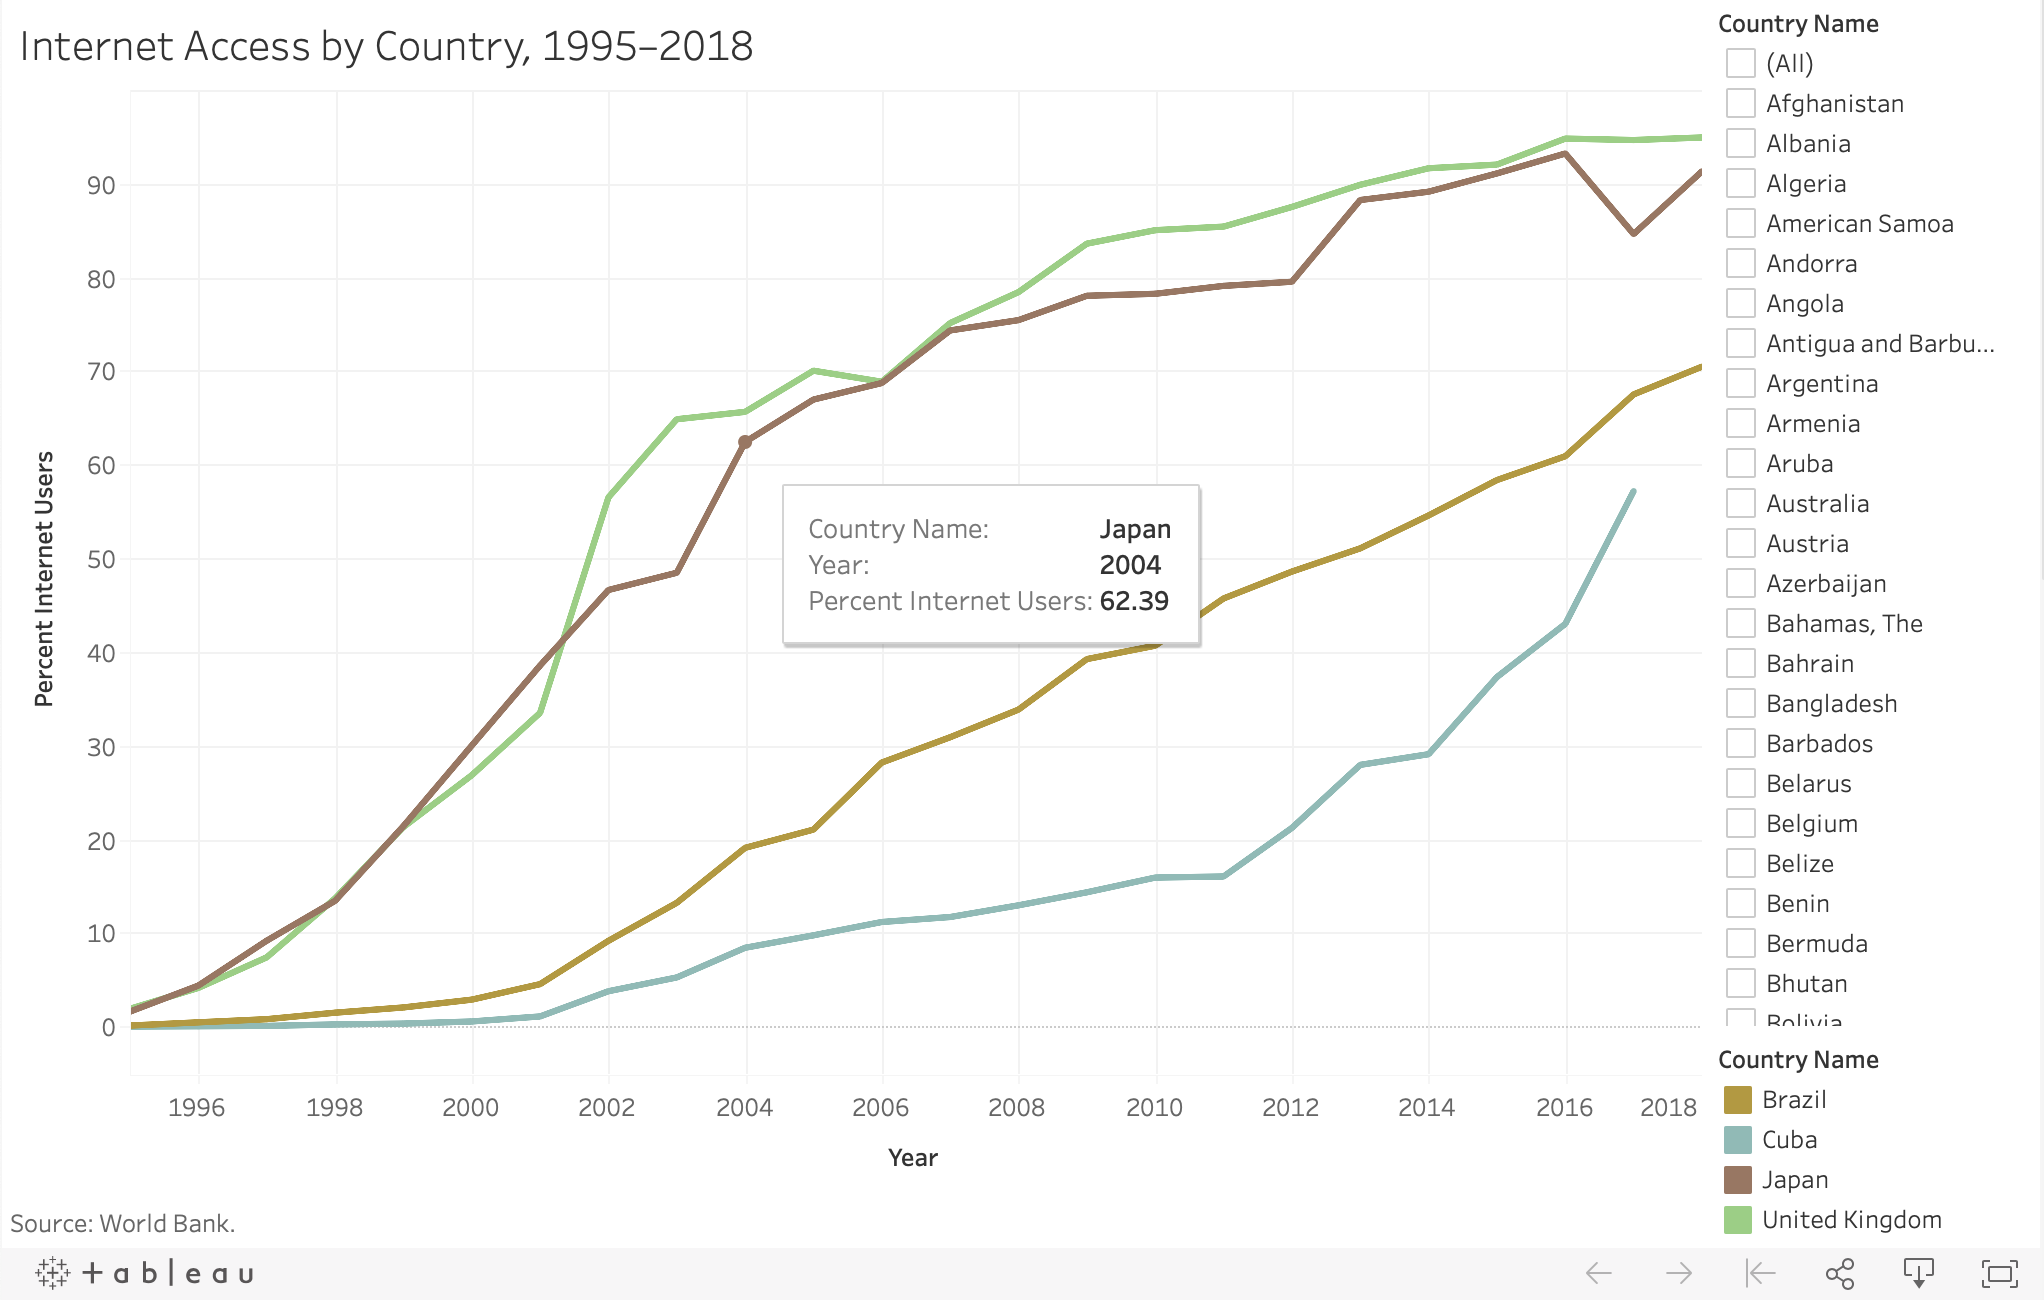 Internet Access by Country, 1995–2018
Percent Internet Users
90
80
70
60
50
40
30
20
10
0
Country Name: Japan
Year: 2004
Percent Internet Users: 62.39
1996 1998 2000 2002 2004 2006 2008 2010 2012 2014 2016 2018
Year
Source: World Bank.
Country Name
(All)
Afghanistan
Albania
Algeria
American Samoa
Andorra
Angola
Antigua and Barbu...
Argentina
Armenia
Aruba
Australia
Austria
Azerbaijan
Bahamas, The
Bahrain
Bangladesh
Barbados
Belarus
Belgium
Belize
Benin
Bermuda
Bhutan
Bolivia
Country Name
Brazil
Cuba
Japan
United Kingdom
+ableau